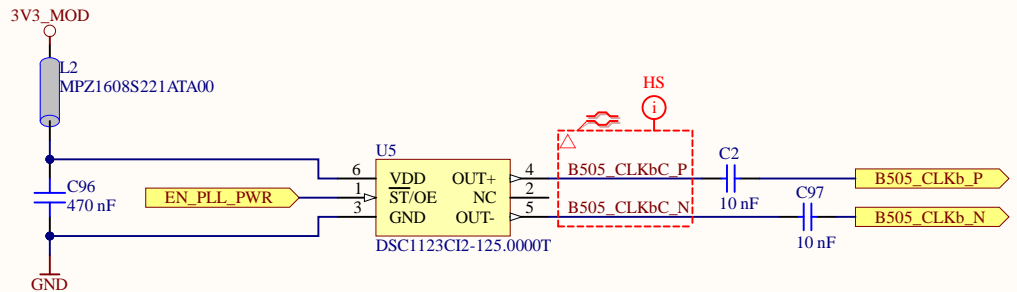 3V3_MOD
L2
MPZ1608S221ATA00
HS
i
U5
C2
B505_CLKbC_P
6 VDD OUT+ 4
B505_CLKb_P
10 nF
C96
470 nF
EN_PLL_PWR
1 ST/OE NC 2
C97
B505_CLKbC_N
3 GND OUT- 5
B505_CLKb_N
DSC1123CI2-125.0000T
10 nF
GND